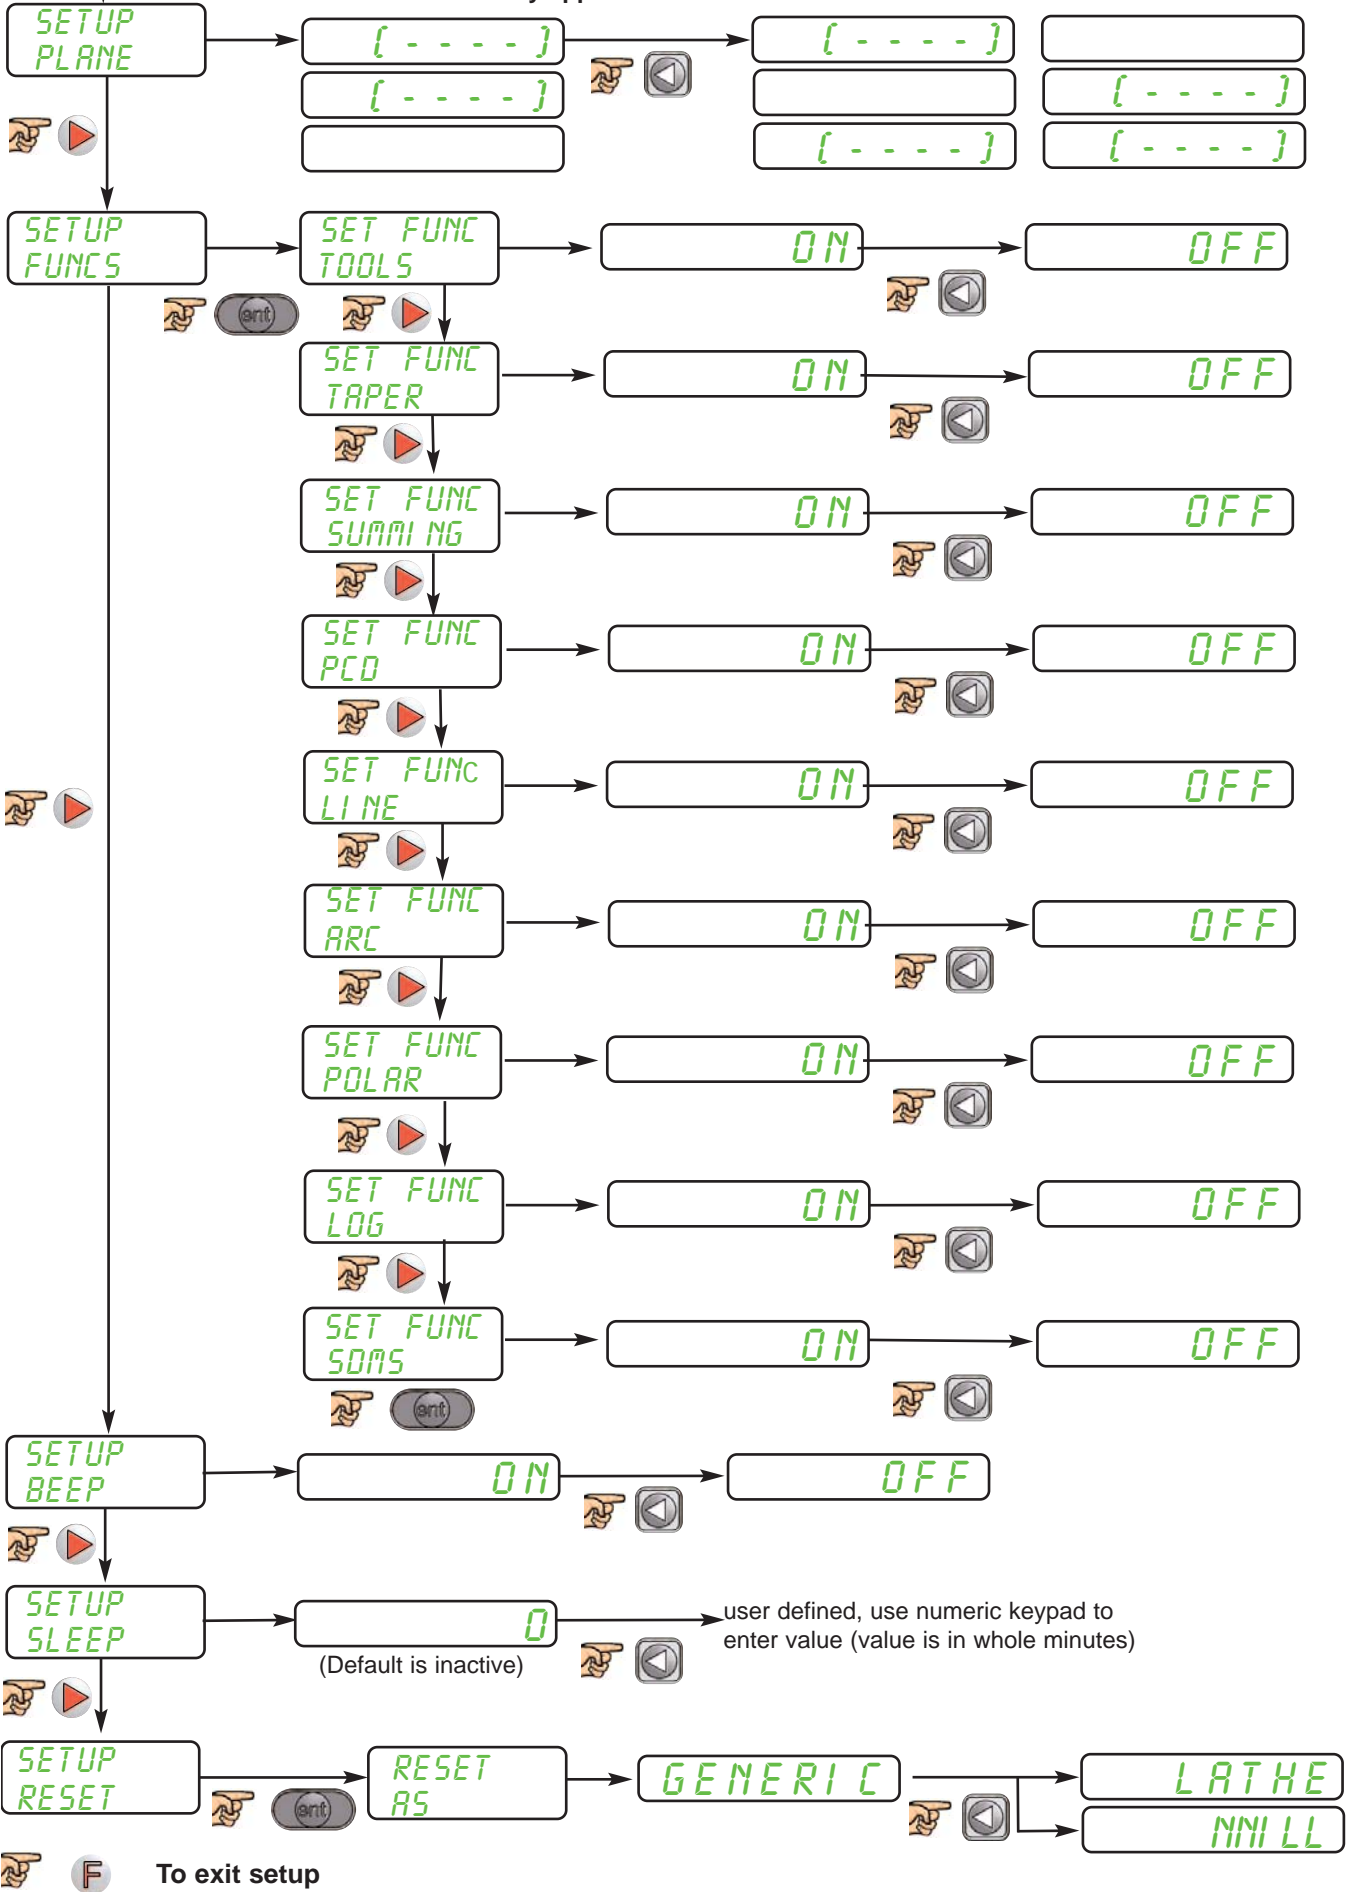 SETUP
PLANE
[ - - - - ]
[ - - - - ]
[ - - - - ]
[ - - - - ]
[ - - - - ]
[ - - - - ]
SETUP
FUNCS
ent
SET FUNC
TOOLS
ON
OFF
SET FUNC
TAPER
ON
OFF
SET FUNC
SUMMING
ON
OFF
SET FUNC
PCD
ON
OFF
SET FUNC
LINE
ON
OFF
SET FUNC
ARC
ON
OFF
SET FUNC
POLAR
ON
OFF
SET FUNC
LOG
ON
OFF
SET FUNC
SDMS
ON
OFF
ent
SETUP
BEEP
ON
OFF
SETUP
SLEEP
0
(Default is inactive)
user defined, use numeric keypad to
enter value (value is in whole minutes)
SETUP
RESET
ent
RESET
AS
GENERIC
LATHE
NNILL
F To exit setup